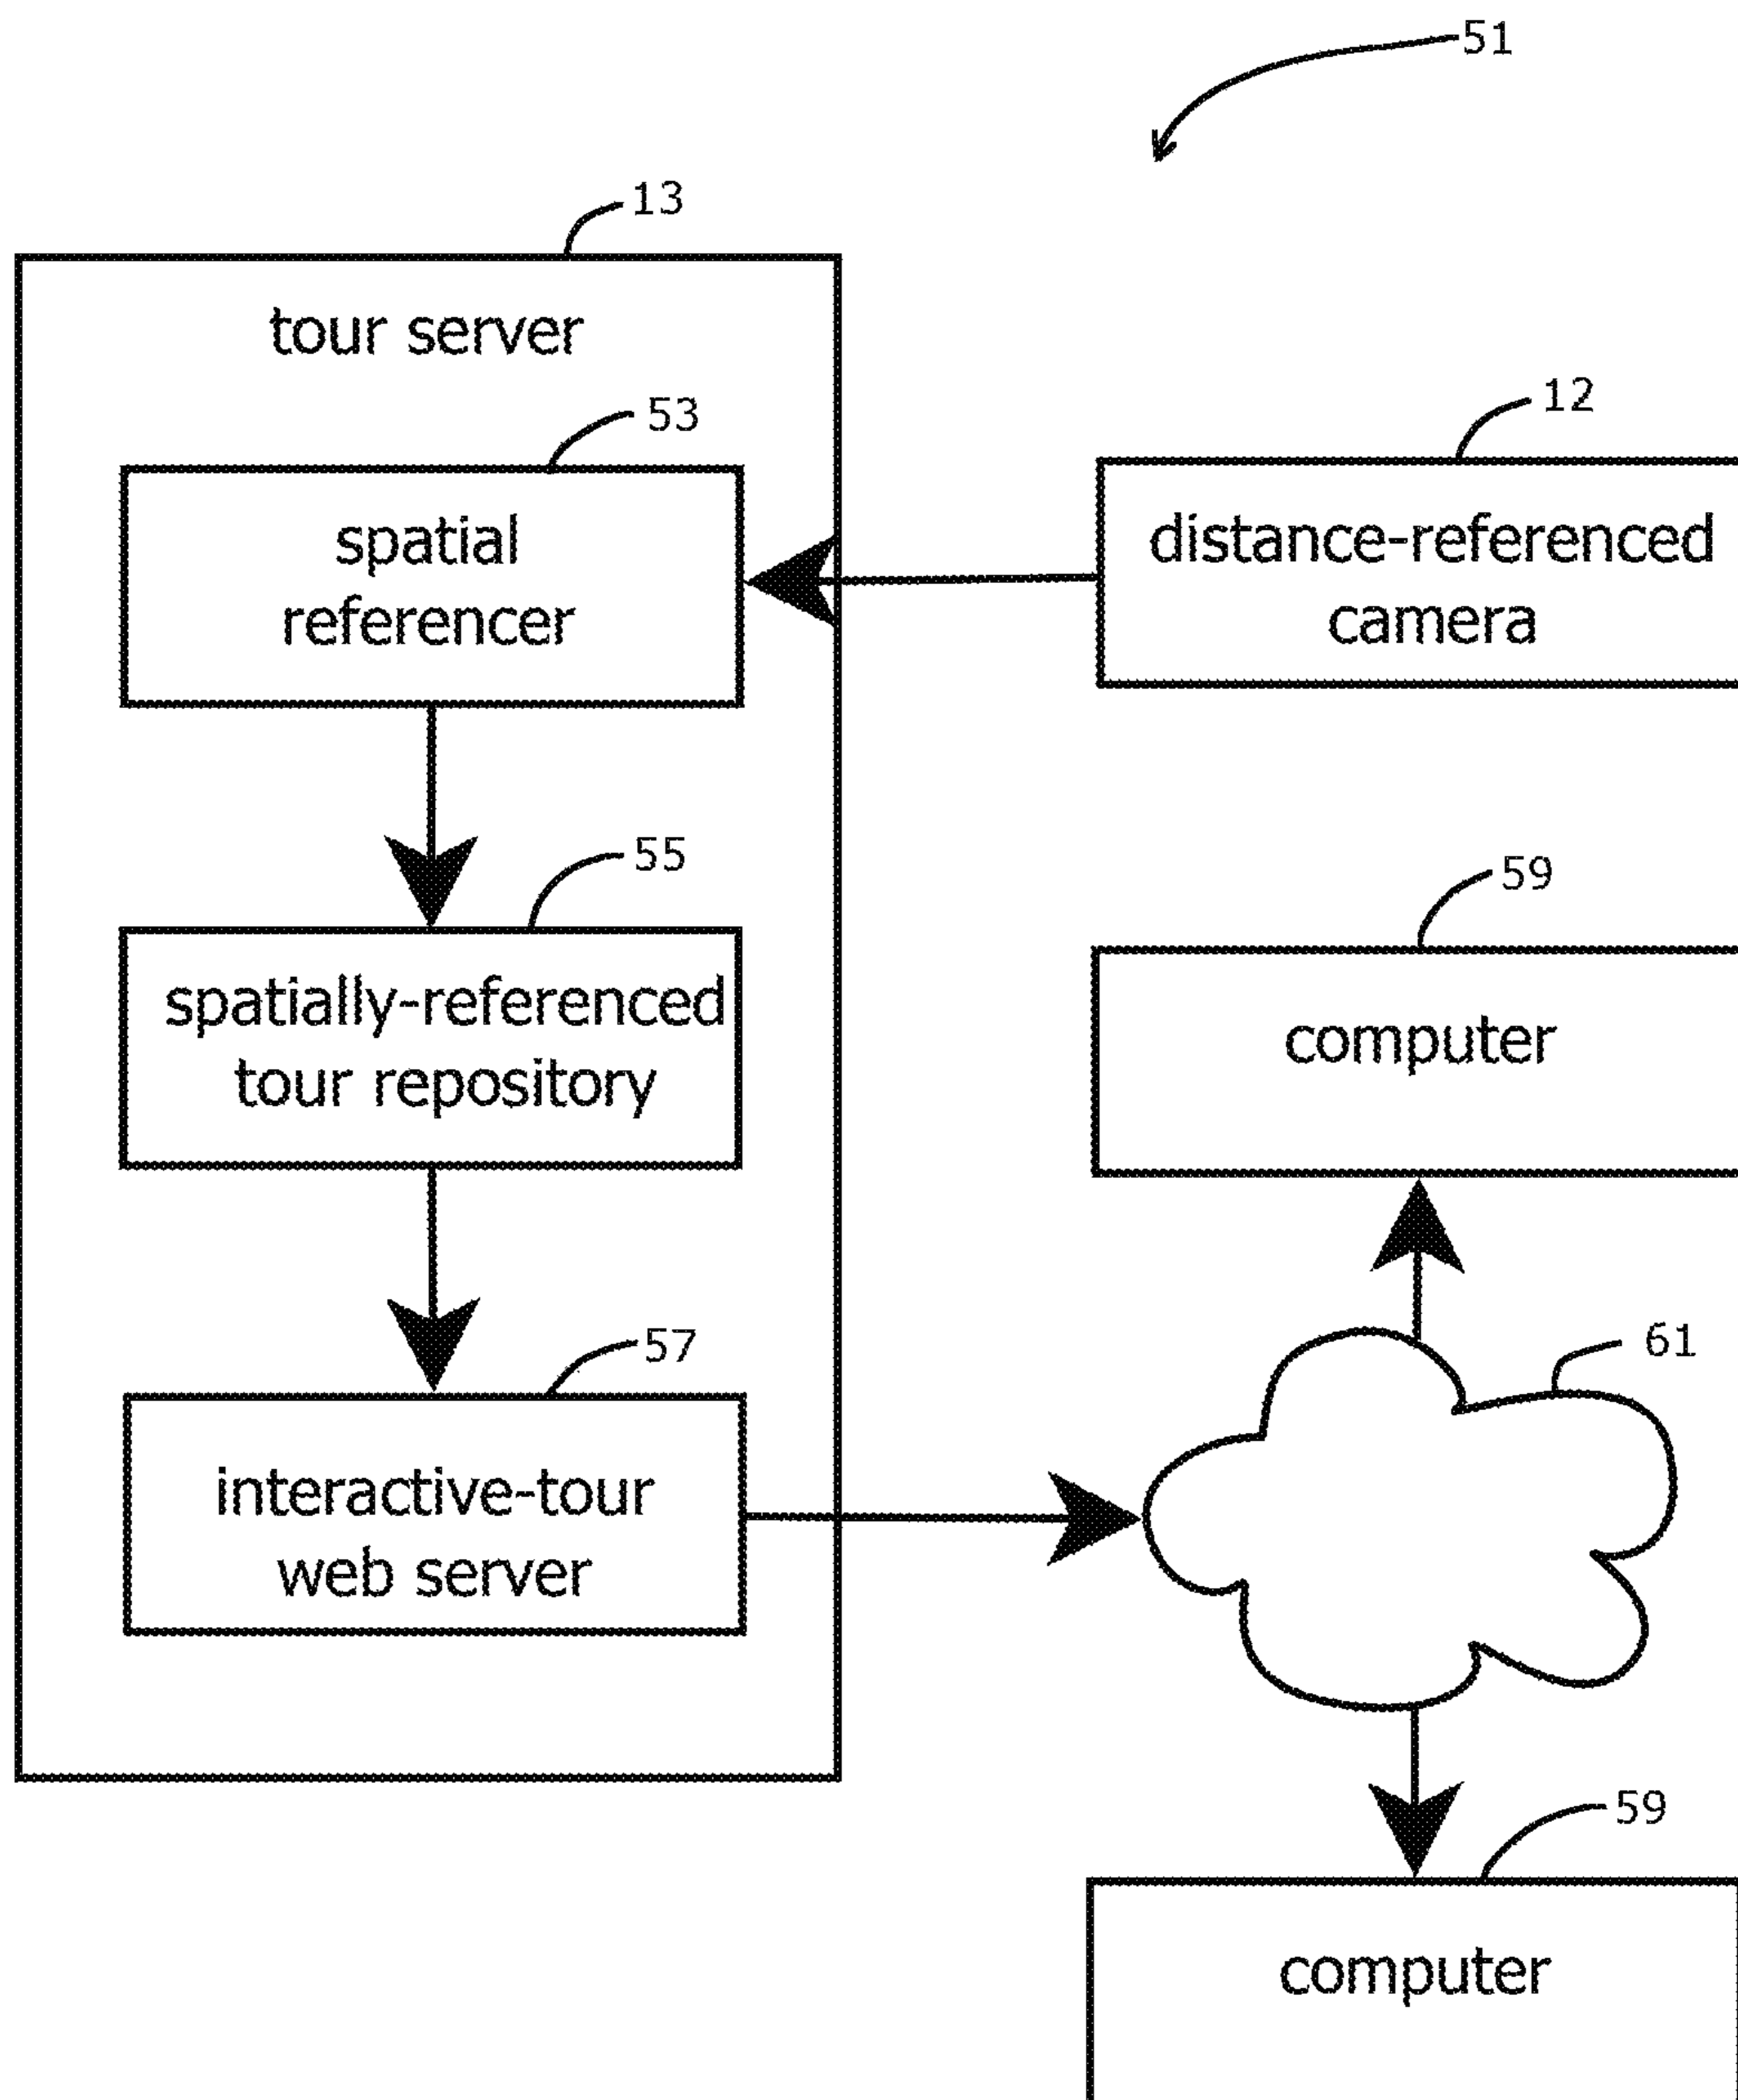 51
13
tour server
53
spatial
referencer
12
distance-referenced
camera
55
spatially-referenced
tour repository
59
computer
57
interactive-tour
web server
61
59
computer